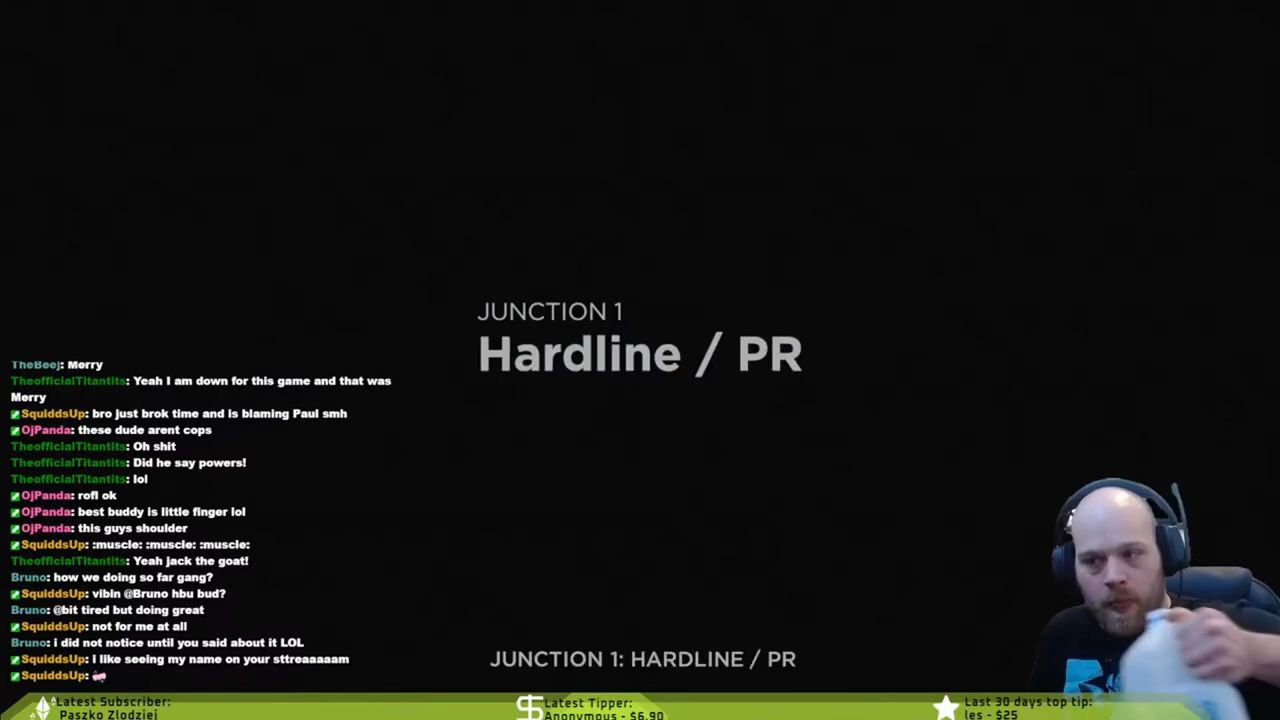 JUNCTION 1
Hardline / PR
TheBeej: Merry
TheofficialTitantits: Yeah I am down for this game and that was
Merry
SquiddsUp: bro just brok time and is blaming Paul smh
OjPanda: these dude arent cops
TheofficialTitantits: Oh shit
TheofficialTitantits: Did he say powers!
TheofficialTitantits: lol
OjPanda: rofl ok
OjPanda: best buddy is little finger lol
OjPanda: this guys shoulder
SquiddsUp: :muscle: :muscle: :muscle:
TheofficialTitantits: Yeah jack the goat!
Bruno: how we doing so far gang?
SquiddsUp: vibin @Bruno hbu bud?
Bruno: @bit tired but doing great
SquiddsUp: not for me at all
Bruno: i did not notice until you said about it LOL
SquiddsUp: i like seeing my name on your sttreaaaaam
SquiddsUp:
JUNCTION 1: HARDLINE / PR
Latest Subscriber:
Paszko Zlodziej
Latest Tipper:
Anonymous - $6.90
Last 30 days top tip:
les - $25